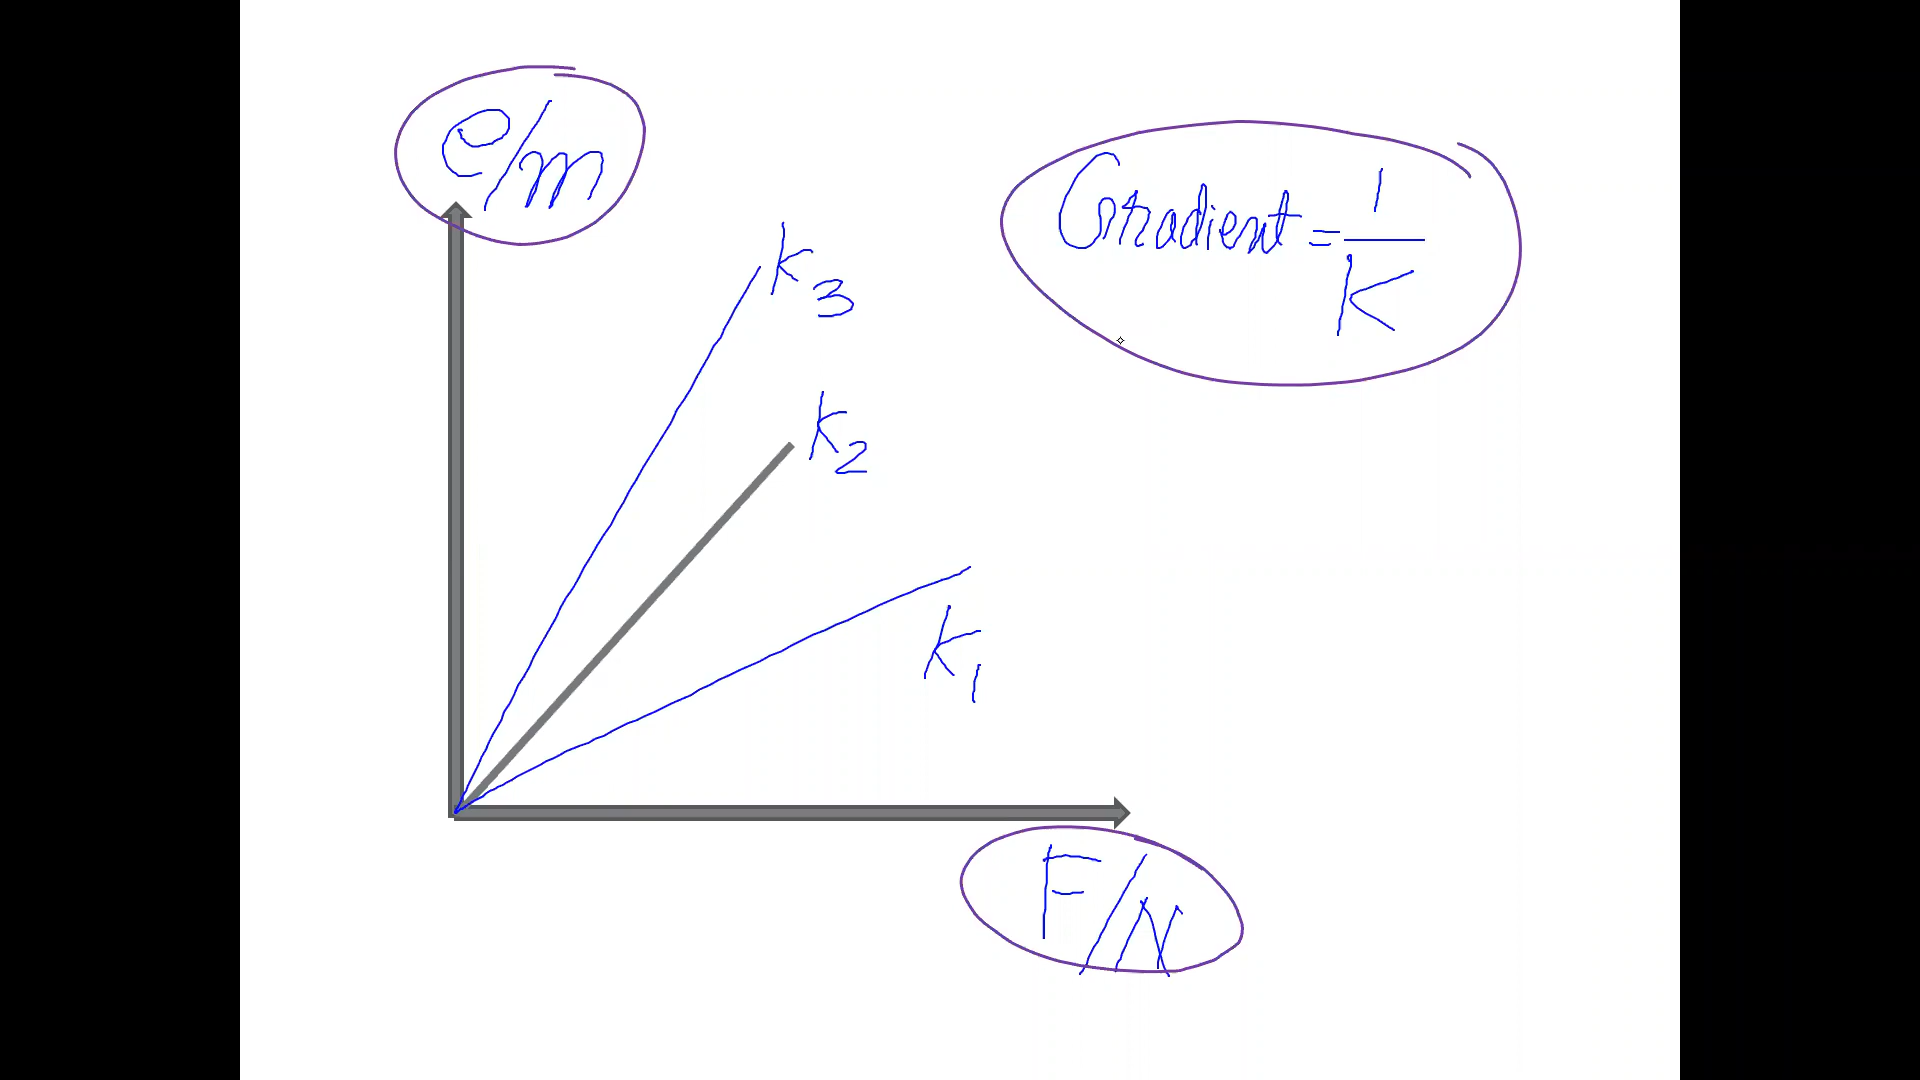 e/m
Gradient = 1/K
k3
k2
k1
F/N